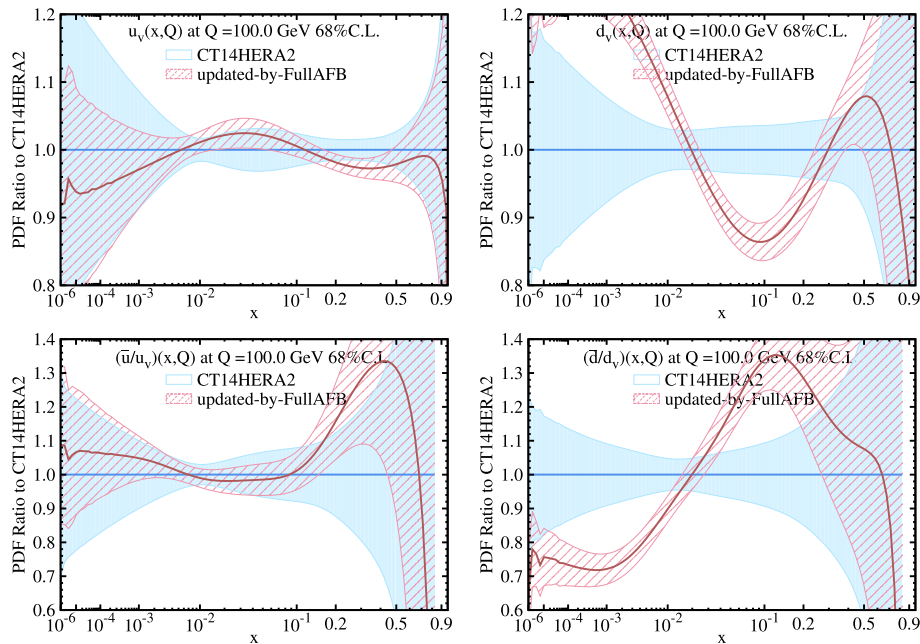 u_v(x,Q) at Q =100.0 GeV 68%C.L.
CT14HERA2
updated-by-FullAFB
PDF Ratio to CT14HERA2
1.2
1.1
1.0
0.9
0.8
10^-6 10^-4 10^-3 10^-2 10^-1 0.2 0.5 0.9
x
d_v(x,Q) at Q =100.0 GeV 68%C.L.
CT14HERA2
updated-by-FullAFB
PDF Ratio to CT14HERA2
1.2
1.1
1.0
0.9
0.8
10^-6 10^-4 10^-3 10^-2 10^-1 0.2 0.5 0.9
x
(u̅/u_v)(x,Q) at Q =100.0 GeV 68%C.L.
CT14HERA2
updated-by-FullAFB
PDF Ratio to CT14HERA2
1.4
1.3
1.2
1.1
1.0
0.9
0.8
0.7
0.6
10^-6 10^-4 10^-3 10^-2 10^-1 0.2 0.5 0.9
x
(d̅/d_v)(x,Q) at Q =100.0 GeV 68%C.L
CT14HERA2
updated-by-FullAFB
PDF Ratio to CT14HERA2
1.4
1.3
1.2
1.1
1.0
0.9
0.8
0.7
0.6
10^-6 10^-4 10^-3 10^-2 10^-1 0.2 0.5 0.9
x